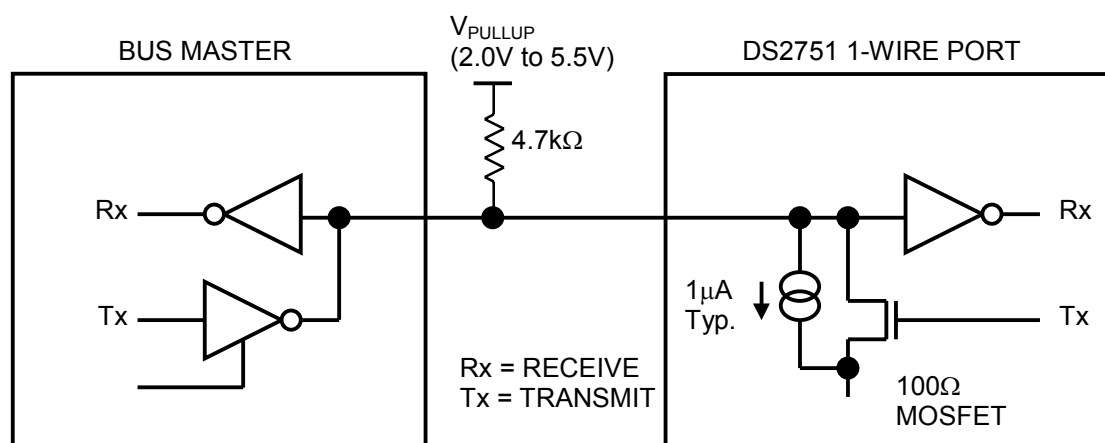 BUS MASTER
V_PULLUP
(2.0V to 5.5V)
DS2751 1-WIRE PORT
4.7kΩ
Rx
Rx
Tx
1μA
Typ.
Tx
Rx = RECEIVE
Tx = TRANSMIT
100Ω
MOSFET